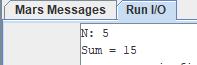 Mars Messages Run I/O
N: 5
Sum = 15